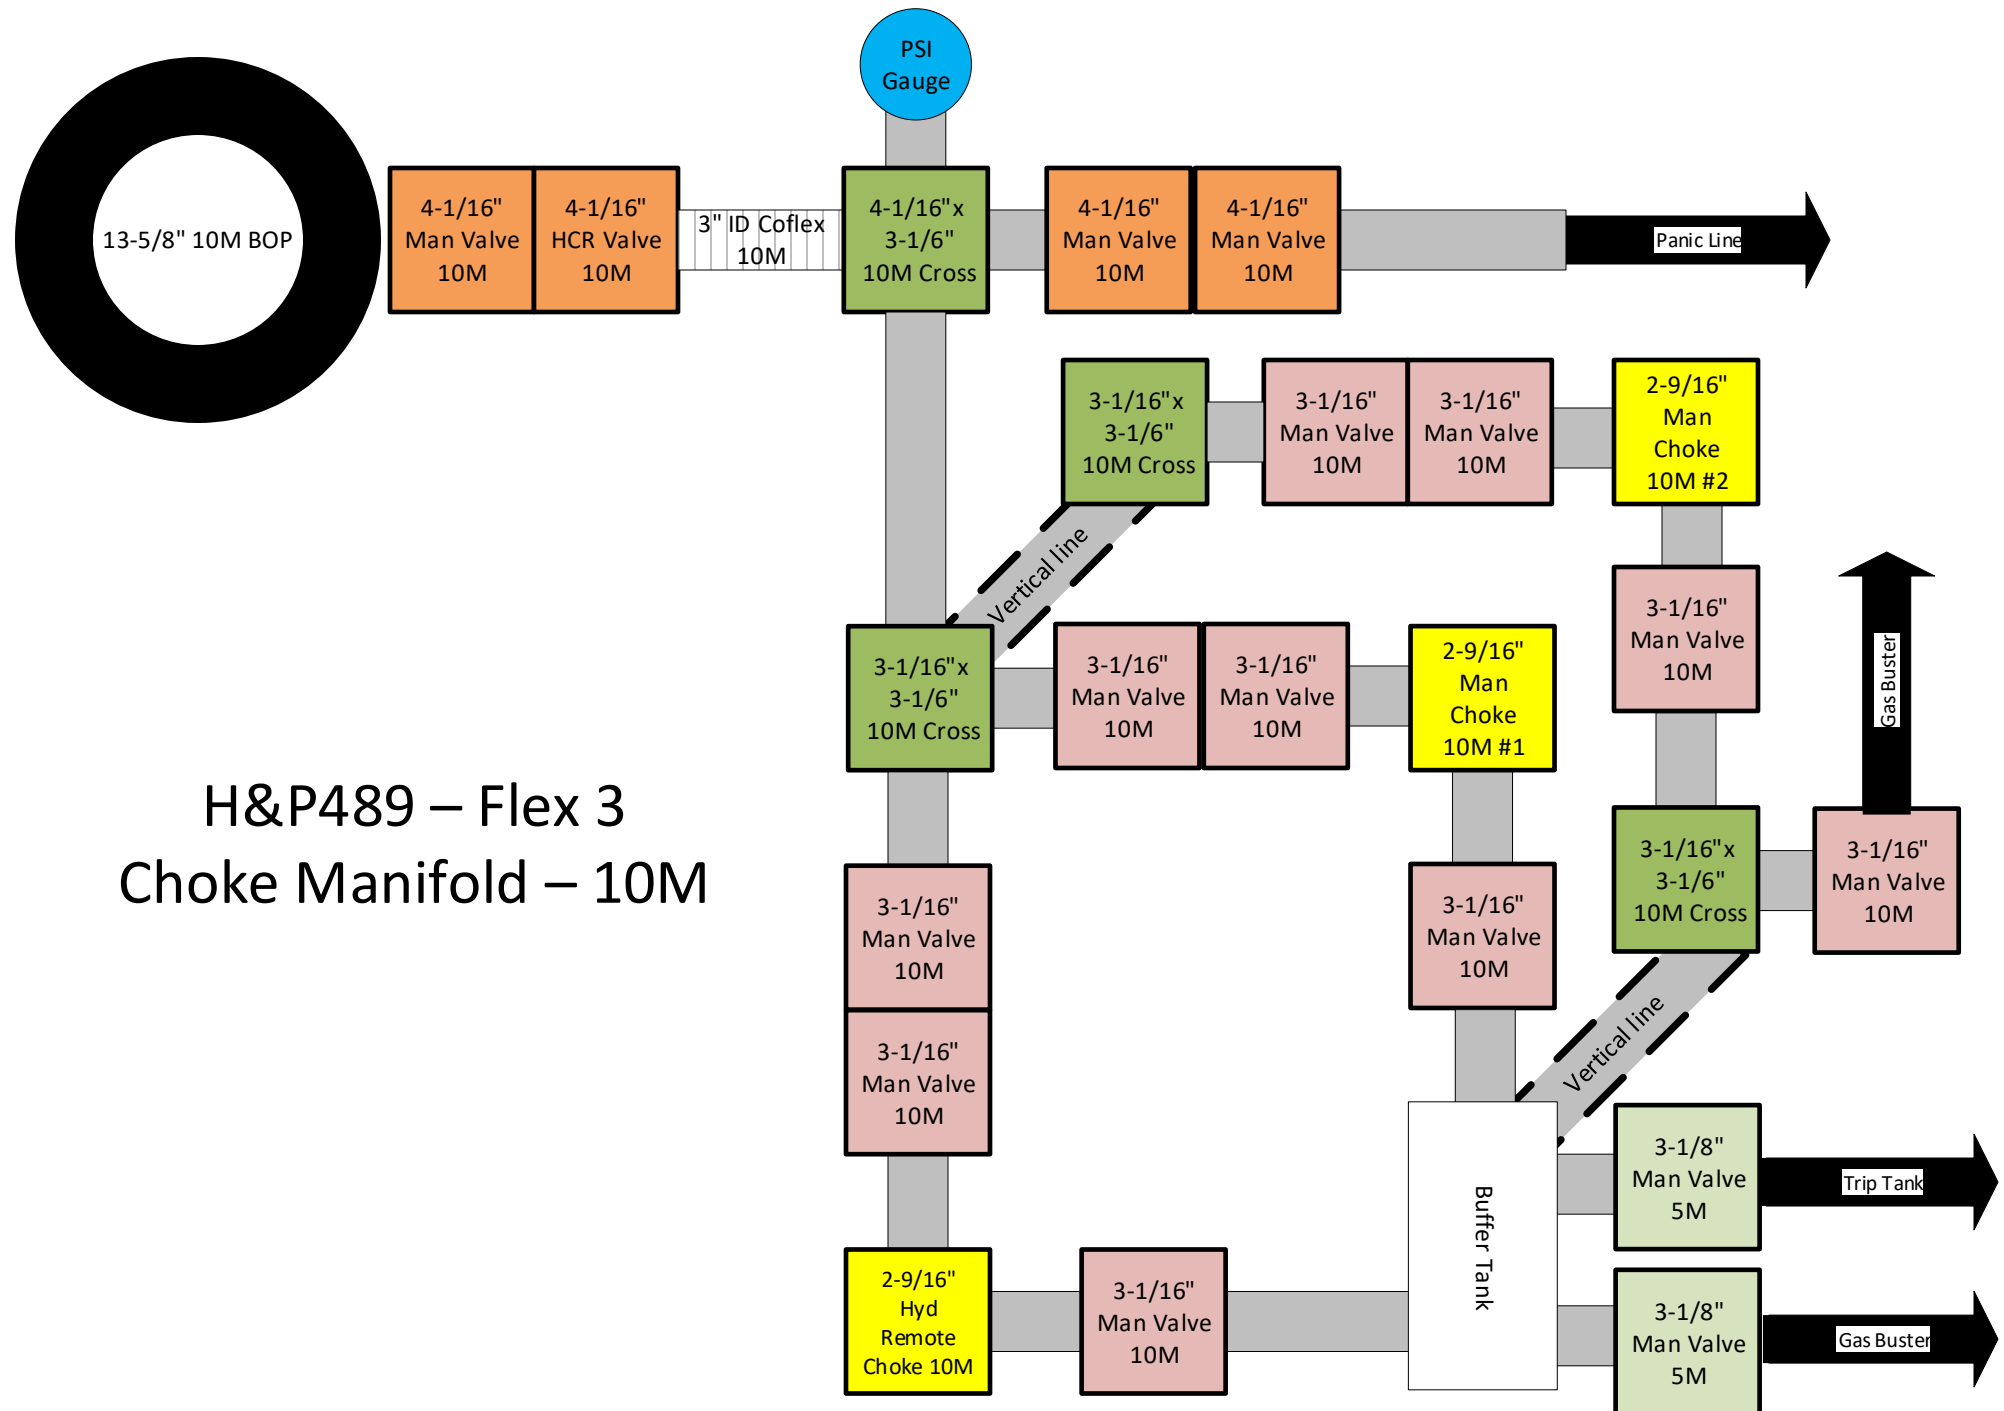 PSI
Gauge
13-5/8" 10M BOP
4-1/16"
Man Valve
10M
4-1/16"
HCR Valve
10M
3" ID Coflex
10M
4-1/16"x
3-1/6"
10M Cross
4-1/16"
Man Valve
10M
4-1/16"
Man Valve
10M
Panic Line
3-1/16"x
3-1/6"
10M Cross
3-1/16"
Man Valve
10M
3-1/16"
Man Valve
10M
2-9/16"
Man
Choke
10M #2
Vertical line
3-1/16"
Man Valve
10M
Gas Buster
3-1/16"x
3-1/6"
10M Cross
3-1/16"
Man Valve
10M
3-1/16"
Man Valve
10M
2-9/16"
Man
Choke
10M #1
H&P489 – Flex 3
Choke Manifold – 10M
3-1/16"x
3-1/6"
10M Cross
3-1/16"
Man Valve
10M
3-1/16"
Man Valve
10M
3-1/16"
Man Valve
10M
3-1/16"
Man Valve
10M
Vertical line
Buffer Tank
3-1/8"
Man Valve
5M
Trip Tank
2-9/16"
Hyd
Remote
Choke 10M
3-1/16"
Man Valve
10M
3-1/8"
Man Valve
5M
Gas Buster